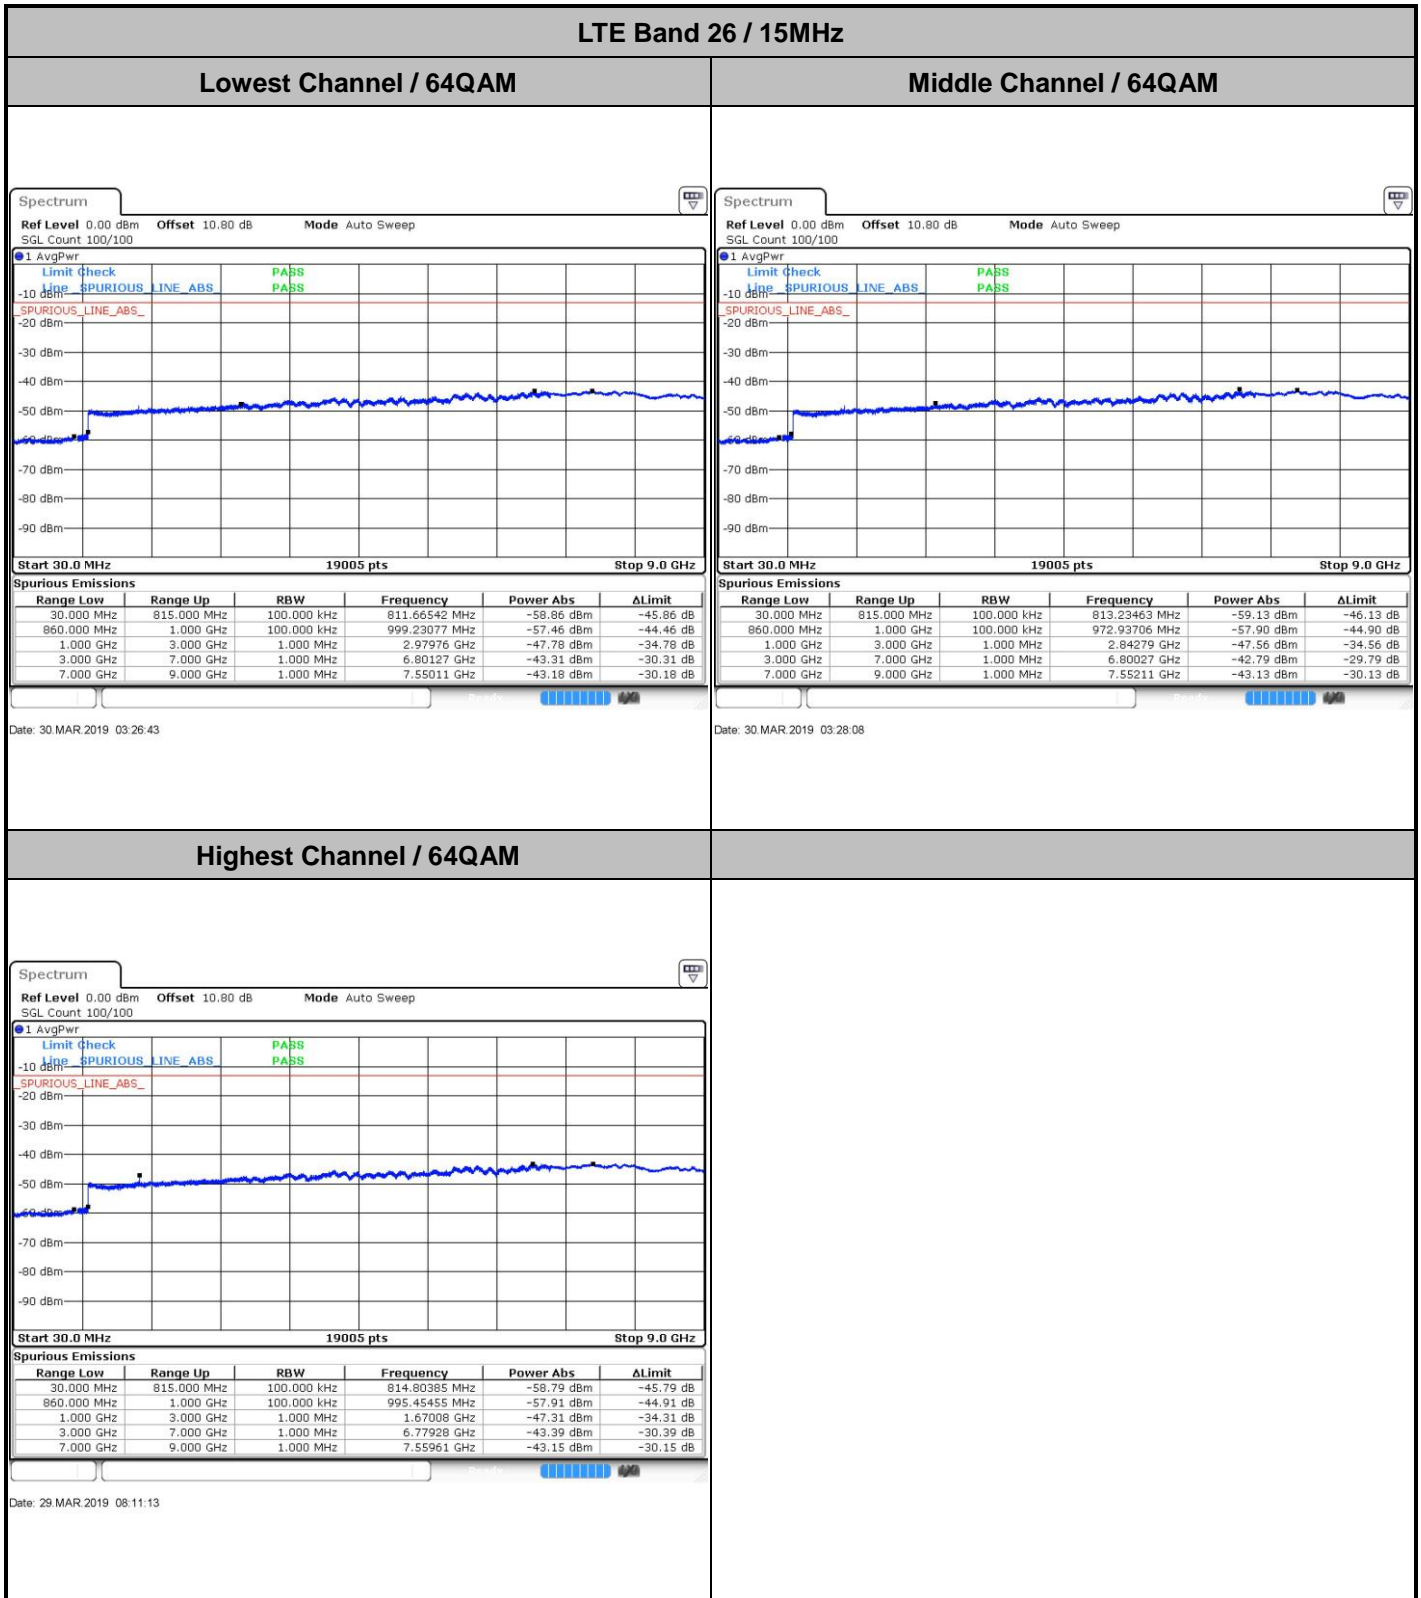 LTE Band 26 / 15MHz
Lowest Channel / 64QAM
Middle Channel / 64QAM
Spectrum
Ref Level 0.00 dBm Offset 10.80 dB Mode Auto Sweep
SGL Count 100/100
1 AvgPwr
Limit Check PASS
Line _SPURIOUS_LINE_ABS_ PASS
-10 dBm
_SPURIOUS_LINE_ABS_
-20 dBm
-30 dBm
-40 dBm
-50 dBm
-60 dBm
-70 dBm
-80 dBm
-90 dBm
Start 30.0 MHz 19005 pts Stop 9.0 GHz
Spurious Emissions
Range Low Range Up RBW Frequency Power Abs ΔLimit
30.000 MHz 815.000 MHz 100.000 kHz 811.66542 MHz -58.86 dBm -45.86 dB
860.000 MHz 1.000 GHz 100.000 kHz 999.23077 MHz -57.46 dBm -44.46 dB
1.000 GHz 3.000 GHz 1.000 MHz 2.97976 GHz -47.78 dBm -34.78 dB
3.000 GHz 7.000 GHz 1.000 MHz 6.80127 GHz -43.31 dBm -30.31 dB
7.000 GHz 9.000 GHz 1.000 MHz 7.55011 GHz -43.18 dBm -30.18 dB
Date: 30.MAR.2019 03:26:43
Spectrum
Ref Level 0.00 dBm Offset 10.80 dB Mode Auto Sweep
SGL Count 100/100
1 AvgPwr
Limit Check PASS
Line _SPURIOUS_LINE_ABS_ PASS
-10 dBm
_SPURIOUS_LINE_ABS_
-20 dBm
-30 dBm
-40 dBm
-50 dBm
-60 dBm
-70 dBm
-80 dBm
-90 dBm
Start 30.0 MHz 19005 pts Stop 9.0 GHz
Spurious Emissions
Range Low Range Up RBW Frequency Power Abs ΔLimit
30.000 MHz 815.000 MHz 100.000 kHz 813.23463 MHz -59.13 dBm -46.13 dB
860.000 MHz 1.000 GHz 100.000 kHz 972.93706 MHz -57.90 dBm -44.90 dB
1.000 GHz 3.000 GHz 1.000 MHz 2.84279 GHz -47.56 dBm -34.56 dB
3.000 GHz 7.000 GHz 1.000 MHz 6.80027 GHz -42.79 dBm -29.79 dB
7.000 GHz 9.000 GHz 1.000 MHz 7.55211 GHz -43.13 dBm -30.13 dB
Date: 30.MAR.2019 03:28:08
Highest Channel / 64QAM
Spectrum
Ref Level 0.00 dBm Offset 10.80 dB Mode Auto Sweep
SGL Count 100/100
1 AvgPwr
Limit Check PASS
Line _SPURIOUS_LINE_ABS_ PASS
-10 dBm
_SPURIOUS_LINE_ABS_
-20 dBm
-30 dBm
-40 dBm
-50 dBm
-60 dBm
-70 dBm
-80 dBm
-90 dBm
Start 30.0 MHz 19005 pts Stop 9.0 GHz
Spurious Emissions
Range Low Range Up RBW Frequency Power Abs ΔLimit
30.000 MHz 815.000 MHz 100.000 kHz 814.80385 MHz -58.79 dBm -45.79 dB
860.000 MHz 1.000 GHz 100.000 kHz 995.45455 MHz -57.91 dBm -44.91 dB
1.000 GHz 3.000 GHz 1.000 MHz 1.67008 GHz -47.31 dBm -34.31 dB
3.000 GHz 7.000 GHz 1.000 MHz 6.77928 GHz -43.39 dBm -30.39 dB
7.000 GHz 9.000 GHz 1.000 MHz 7.55961 GHz -43.15 dBm -30.15 dB
Date: 29.MAR.2019 08:11:13